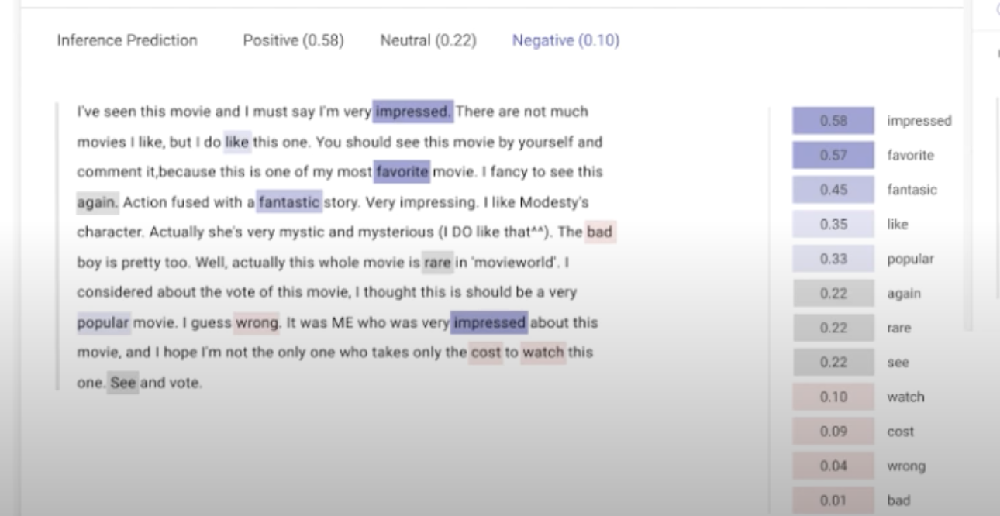 Inference Prediction Positive (0.58) Neutral (0.22) Negative (0.10)
I've seen this movie and I must say I'm very impressed. There are not much
movies I like, but I do like this one. You should see this movie by yourself and
comment it,because this is one of my most favorite movie. I fancy to see this
again. Action fused with a fantastic story. Very impressing. I like Modesty's
character. Actually she's very mystic and mysterious (I DO like that^^). The bad
boy is pretty too. Well, actually this whole movie is rare in 'movieworld'. I
considered about the vote of this movie, I thought this is should be a very
popular movie. I guess wrong. It was ME who was very impressed about this
movie, and I hope I'm not the only one who takes only the cost to watch this
one. See and vote.
0.58 impressed
0.57 favorite
0.45 fantasic
0.35 like
0.33 popular
0.22 again
0.22 rare
0.22 see
0.10 watch
0.09 cost
0.04 wrong
0.01 bad